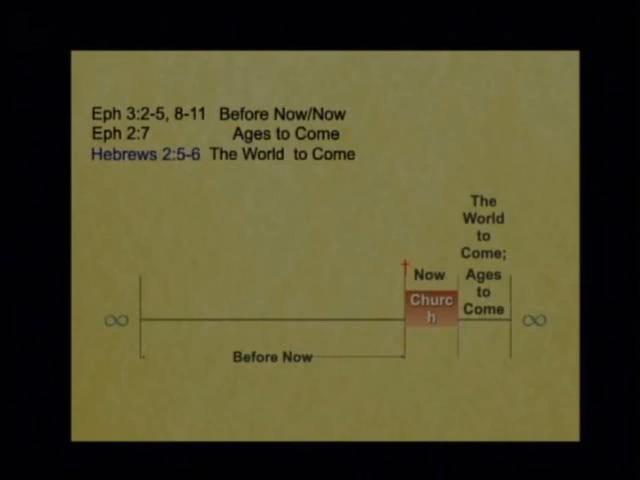 Eph 3:2-5, 8-11 Before Now/Now
Eph 2:7 Ages to Come
Hebrews 2:5-6 The World to Come
The
World
to
Come;
Ages
to
Come
Now
Churc
h
∞
∞
Before Now